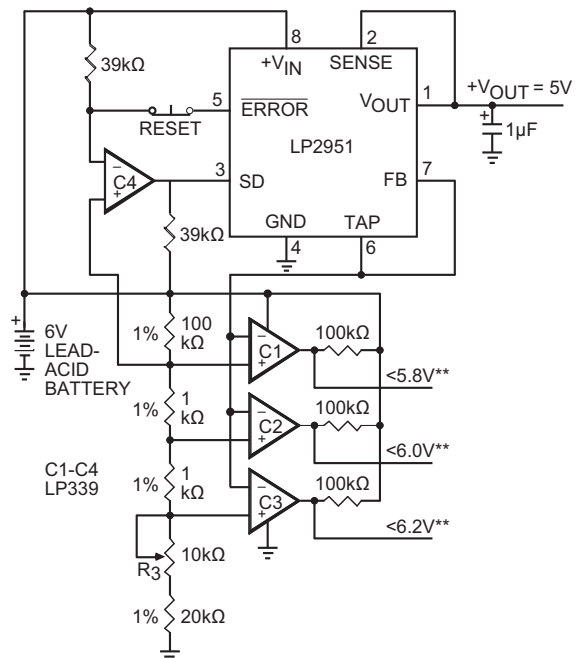 8
2
39kΩ
+VIN
SENSE
5
ERROR
VOUT
1
+VOUT = 5V
RESET
+
1μF
LP2951
−
C4
+
3
SD
FB
7
39kΩ
GND
TAP
4
6
+
6V
LEAD-
ACID
BATTERY
1%
100
kΩ
−
C1
+
100kΩ
<5.8V**
1%
1
kΩ
−
C2
+
100kΩ
<6.0V**
C1-C4
LP339
1%
1
kΩ
−
C3
+
100kΩ
<6.2V**
R3
10kΩ
1%
20kΩ